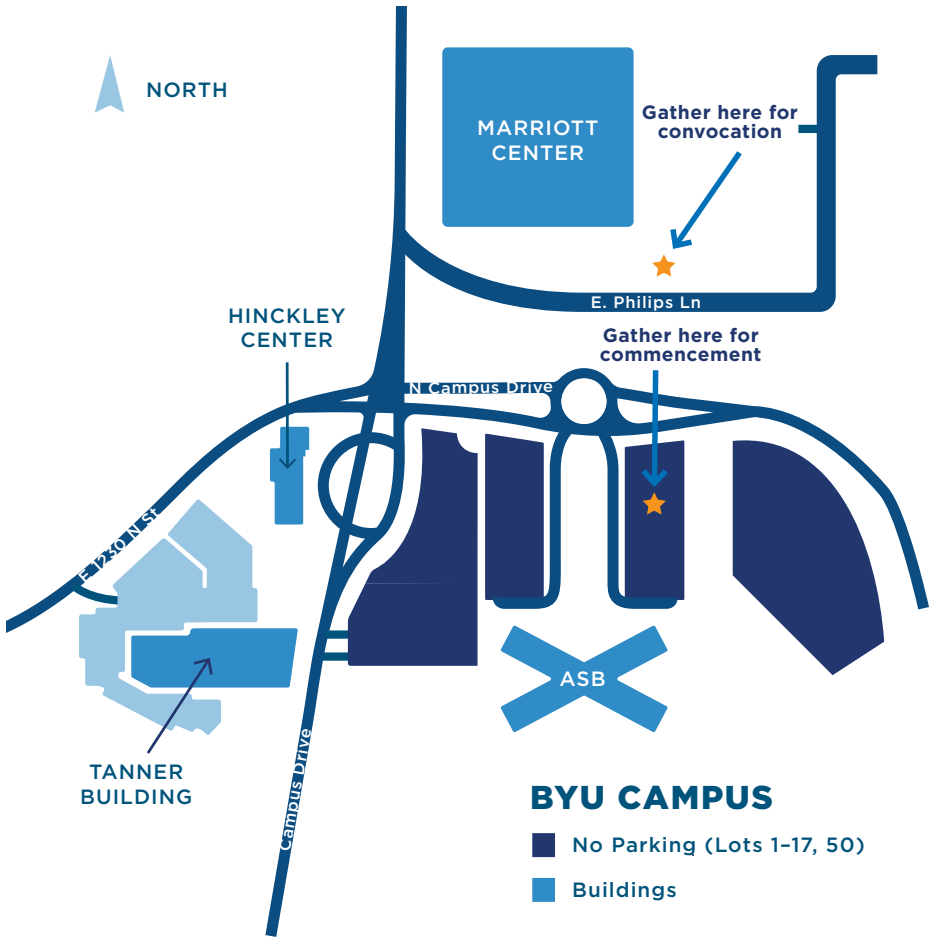 NORTH
MARRIOTT
CENTER
Gather here for
convocation
E. Philips Ln
HINCKLEY
CENTER
Gather here for
commencement
N Campus Drive
E 1230 N St
ASB
TANNER
BUILDING
Campus Drive
BYU CAMPUS
No Parking (Lots 1–17, 50)
Buildings